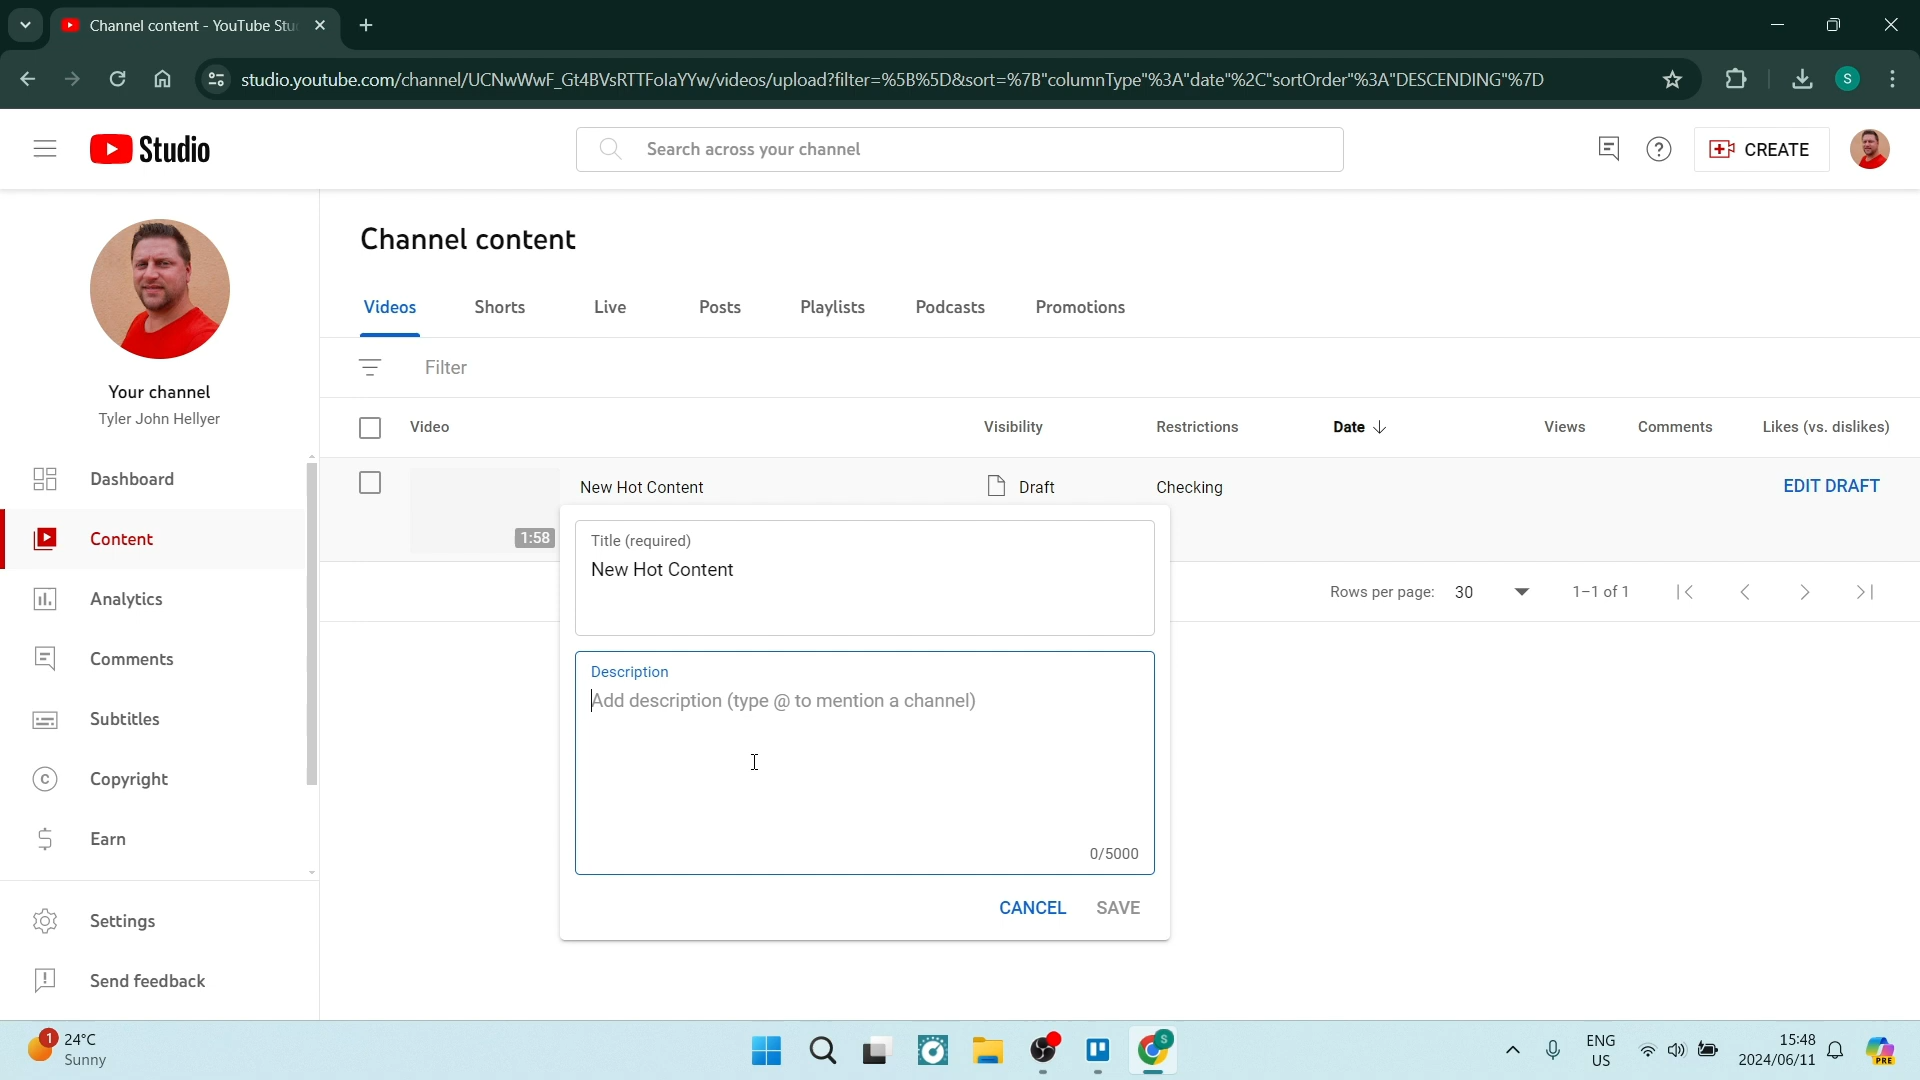 Channel content - YouTube Stu
studio.youtube.com/channel/UCNwWwF_Gt4BVsRTTFolaYYw/videos/upload?filter=%5B%5D&sort=%7B"columnType"%3A"date"%2C"sortOrder"%3A"DESCENDING"%7D
S
Studio
Search across your channel
CREATE
Your channel
Tyler John Hellyer
Dashboard
Content
Analytics
Comments
Subtitles
Copyright
Earn
Settings
Send feedback
Channel content
Videos Shorts Live Posts Playlists Podcasts Promotions
Filter
Video Visibility Restrictions Date Views Comments Likes (vs. dislikes)
New Hot Content Draft Checking EDIT DRAFT
1:58
Title (required)
New Hot Content
Description
Add description (type @ to mention a channel)
0/5000
CANCEL SAVE
Rows per page: 30 1–1 of 1
1 24°C
Sunny
S
ENG
US
15:48
2024/06/11
PRE